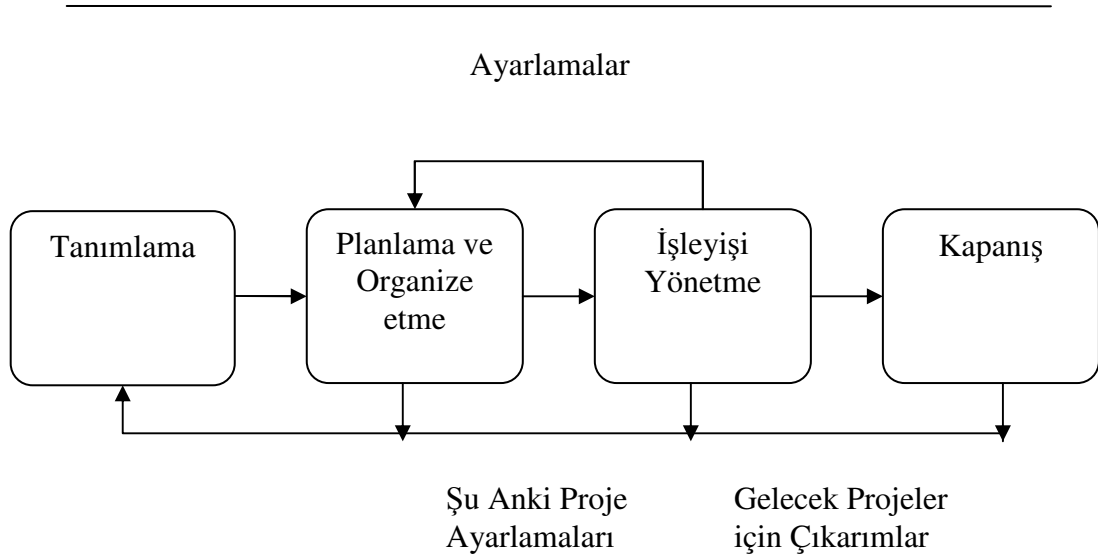 Ayarlamalar
Tanımlama
Planlama ve
Organize
etme
İşleyişi
Yönetme
Kapanış
Şu Anki Proje
Ayarlamaları
Gelecek Projeler
için Çıkarımlar